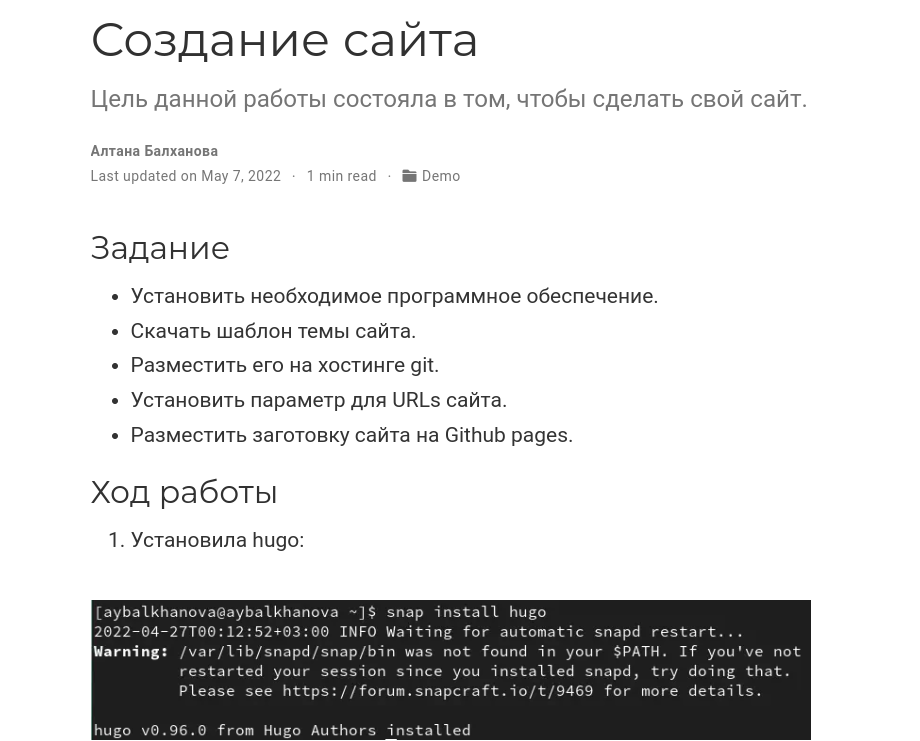 Создание сайта
Цель данной работы состояла в том, чтобы сделать свой сайт.
Алтана Балханова
Last updated on May 7, 2022 · 1 min read · Demo
Задание
• Установить необходимое программное обеспечение.
• Скачать шаблон темы сайта.
• Разместить его на хостинге git.
• Установить параметр для URLs сайта.
• Разместить заготовку сайта на Github pages.
Ход работы
1. Установила hugo:
[aybalkhanova@aybalkhanova ~]$ snap install hugo
2022-04-27T00:12:52+03:00 INFO Waiting for automatic snapd restart...
Warning: /var/lib/snapd/snap/bin was not found in your $PATH. If you've not
restarted your session since you installed snapd, try doing that.
Please see https://forum.snapcraft.io/t/9469 for more details.
hugo v0.96.0 from Hugo Authors installed